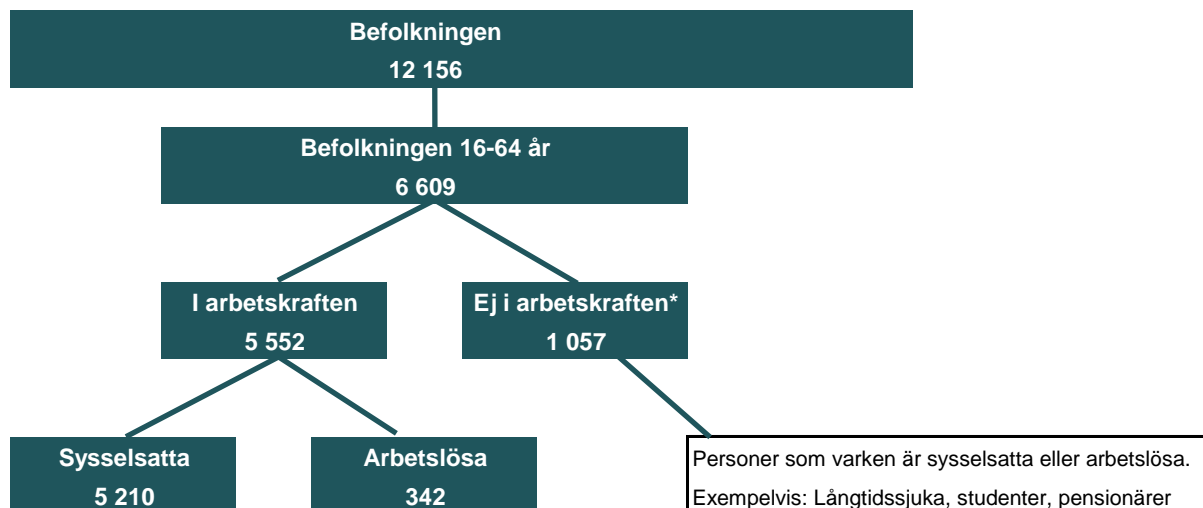 Befolkningen
12 156
Befolkningen 16-64 år
6 609
I arbetskraften
5 552
Ej i arbetskraften*
1 057
Sysselsatta
5 210
Arbetslösa
342
Personer som varken är sysselsatta eller arbetslösa.
Exempelvis: Långtidssjuka, studenter, pensionärer